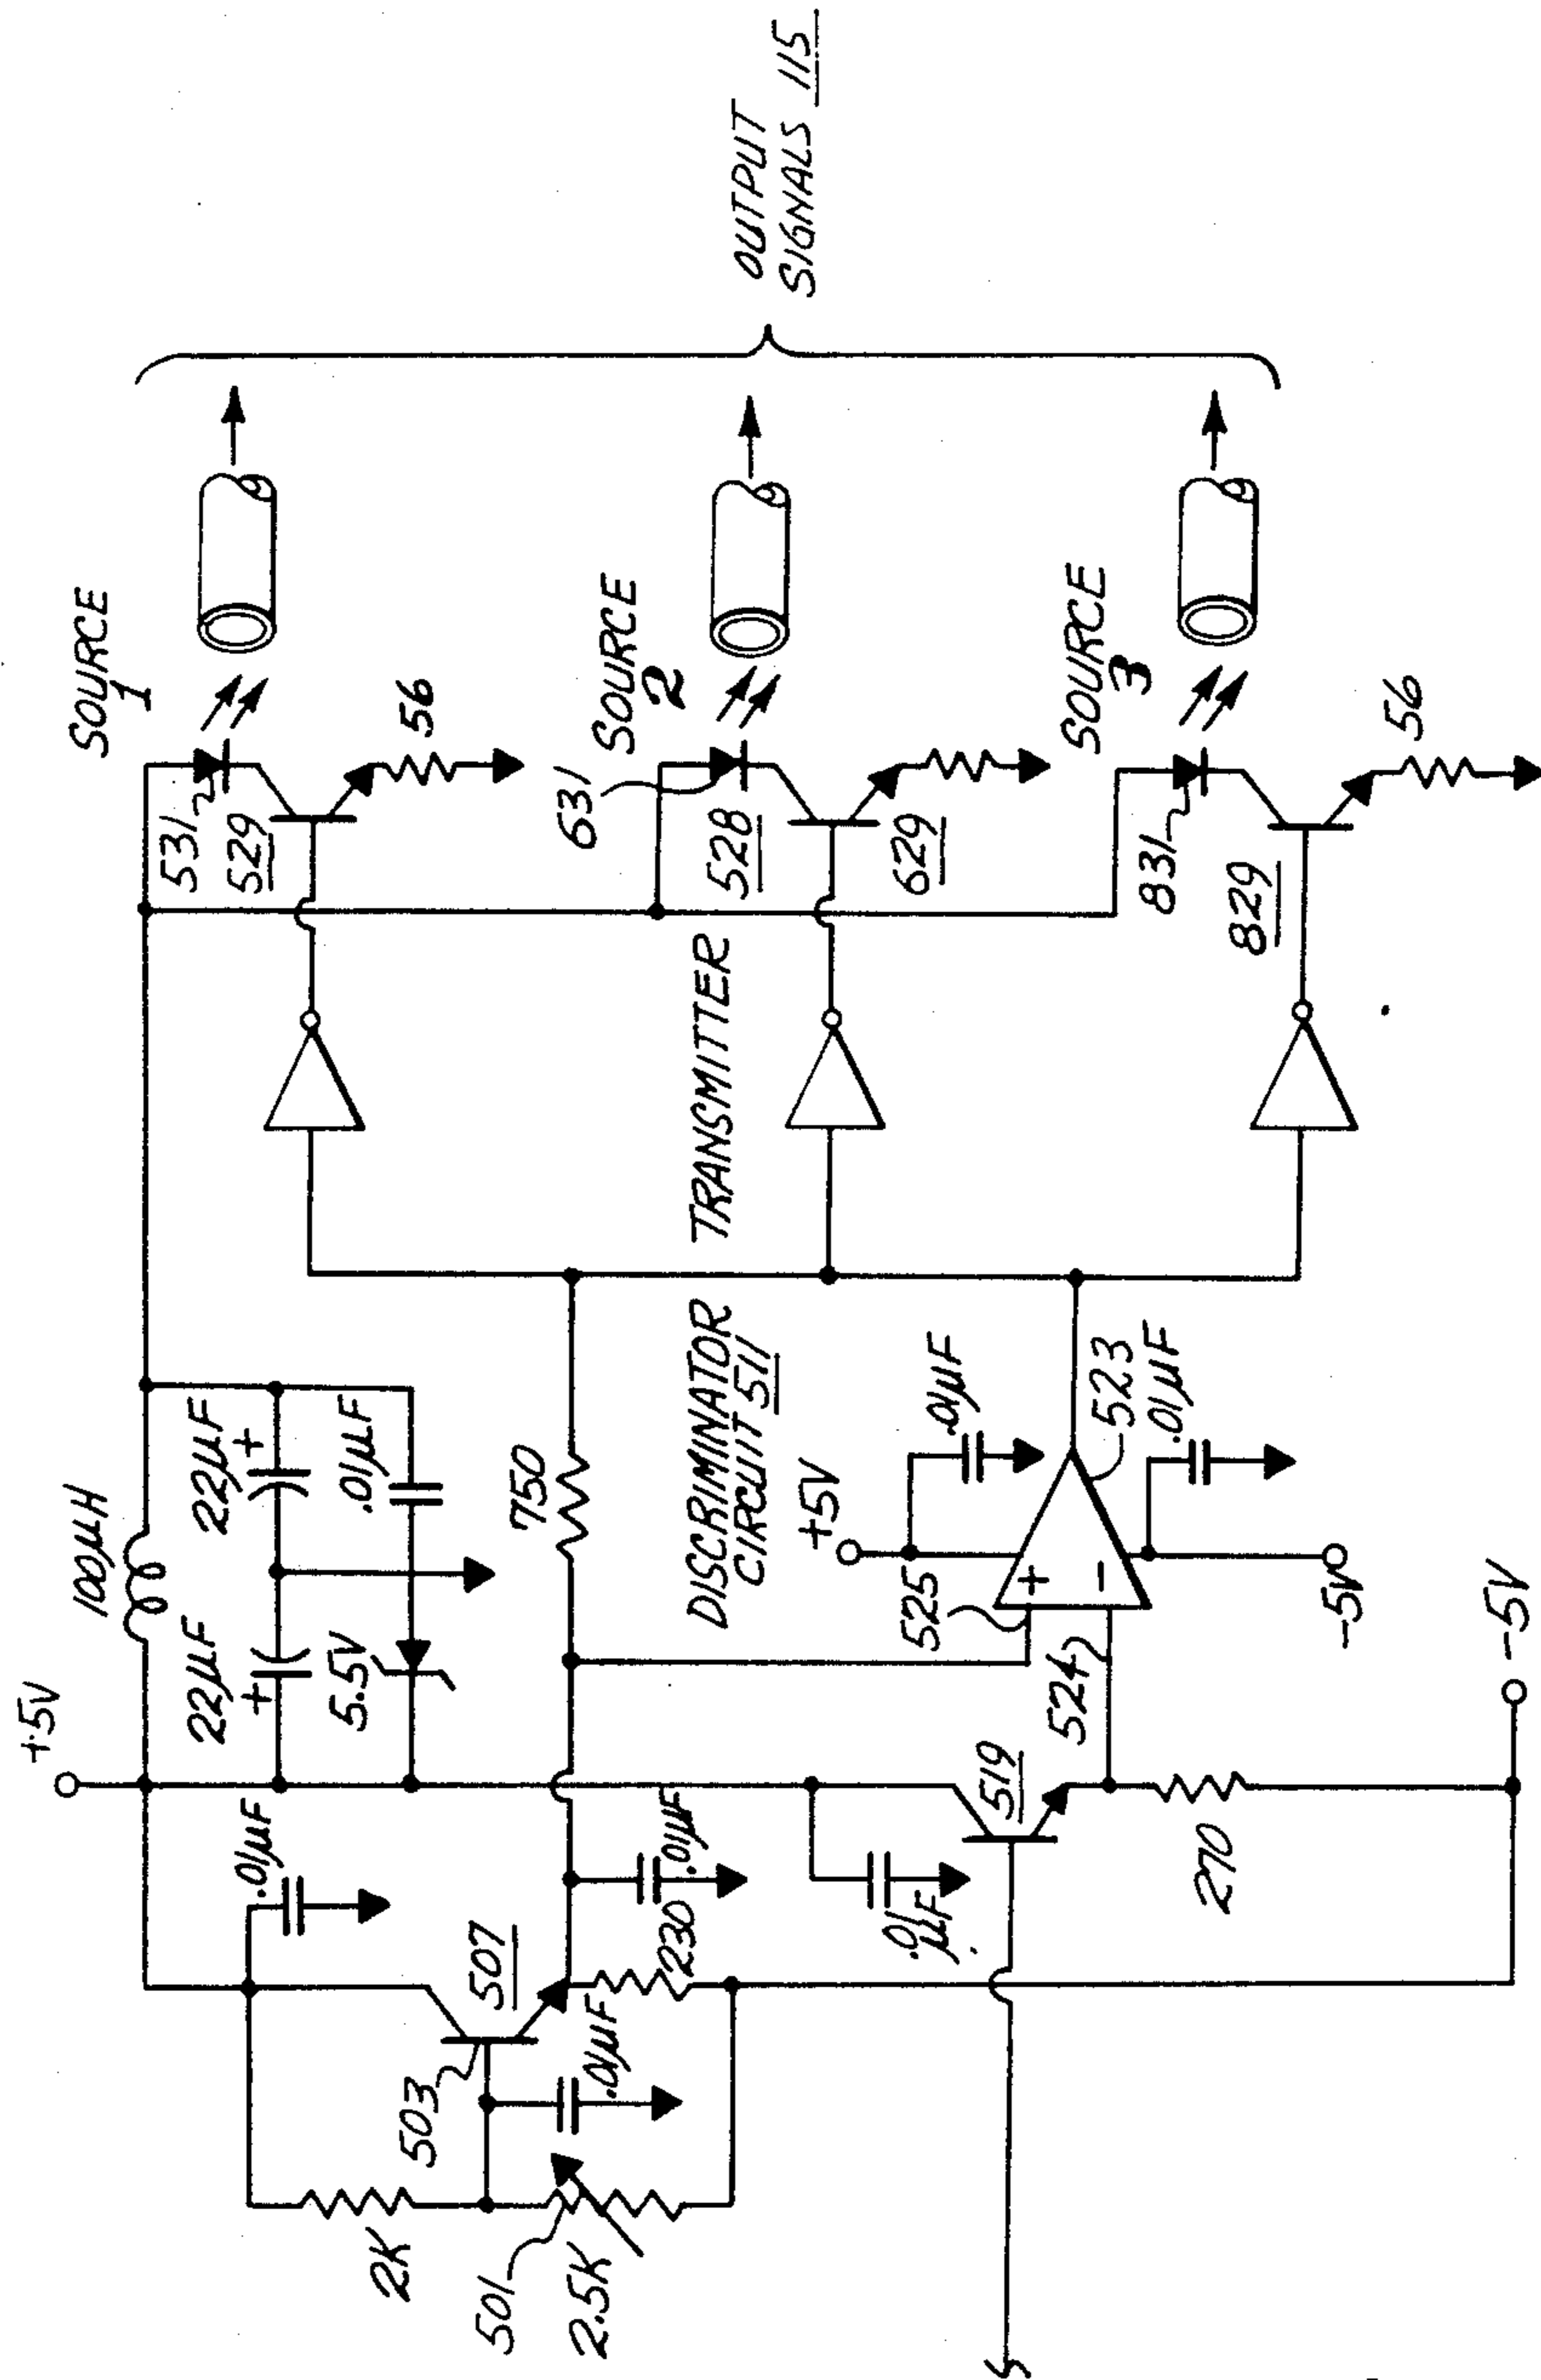 +5V
100µH
.01µF
22µF
+
22µF
+
5.5V
.01µF
507
503
.01µF
230
.01µF
2K
501
2.5K
750
.01
µF
519
524
270
-5V
DISCRIMINATOR
CIRCUIT 511
+5V
.01µF
525
+
−
523
.01µF
-5V
TRANSMITTER
SOURCE
1
531
529
56
SOURCE
2
631
528
629
SOURCE
3
831
829
56
OUTPUT
SIGNALS 115